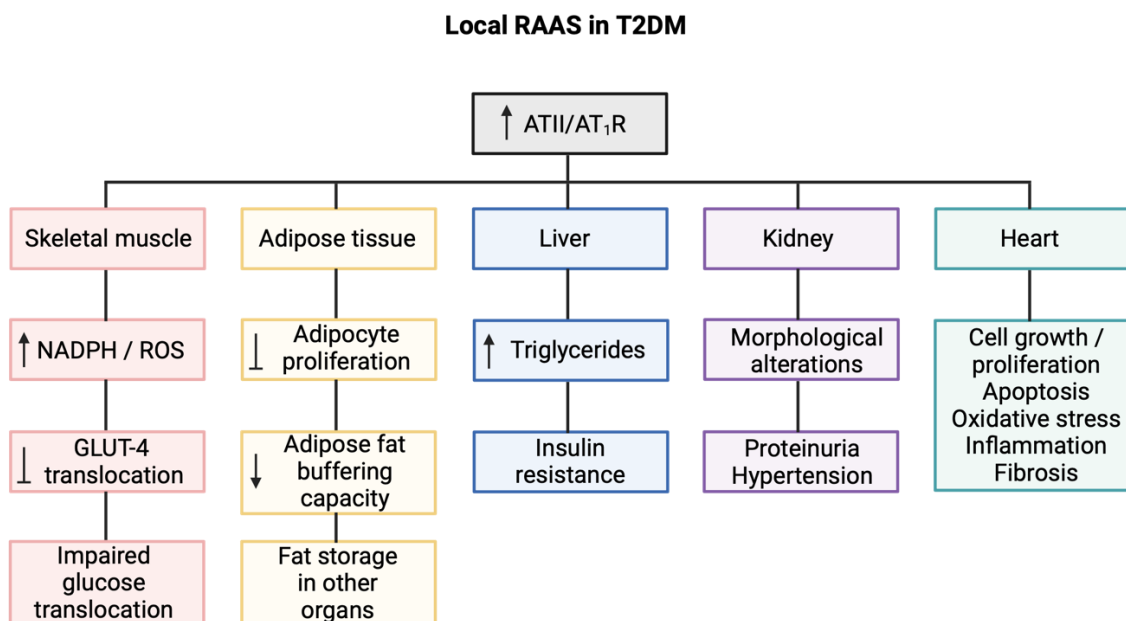 Local RAAS in T2DM
↑ ATII/AT₁R
Skeletal muscle
↑ NADPH / ROS
⊥ GLUT-4
translocation
Impaired
glucose
translocation
Adipose tissue
⊥ Adipocyte
proliferation
↓ Adipose fat
buffering
capacity
Fat storage
in other
organs
Liver
↑ Triglycerides
Insulin
resistance
Kidney
Morphological
alterations
Proteinuria
Hypertension
Heart
Cell growth /
proliferation
Apoptosis
Oxidative stress
Inflammation
Fibrosis